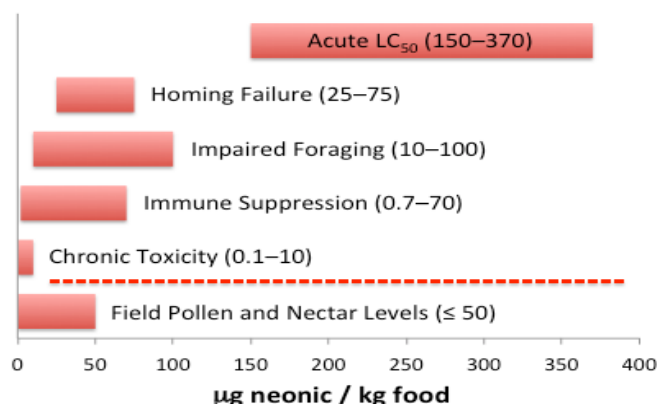 Acute LC₅₀ (150–370)
Homing Failure (25–75)
Impaired Foraging (10–100)
Immune Suppression (0.7–70)
Chronic Toxicity (0.1–10)
Field Pollen and Nectar Levels (≤ 50)
0 50 100 150 200 250 300 350 400
μg neonic / kg food